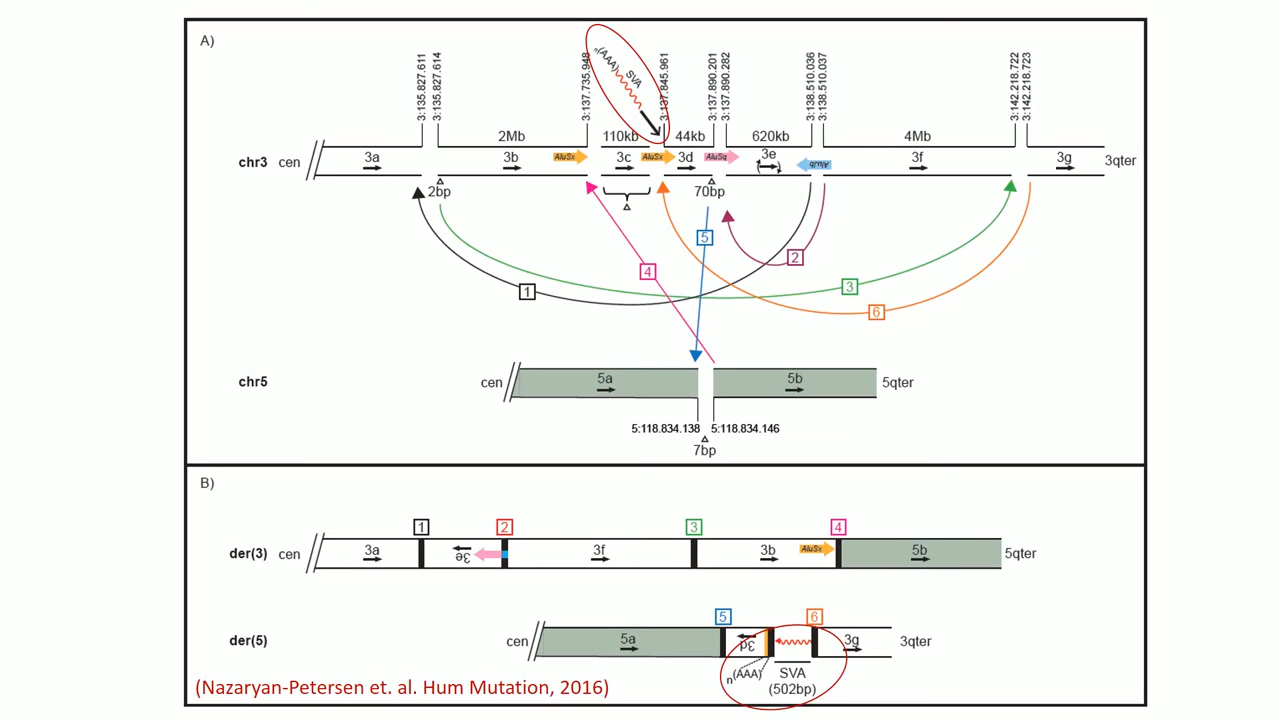 A)
3:135.827.611
3:135.827.614
3:137.735.948
n(AAA)
SVA
3:137.845.961
3:137.890.201
3:137.890.282
3:138.510.036
3:138.510.037
3:142.218.722
3:142.218.723
2Mb 110kb 44kb 620kb 4Mb
chr3 cen 3a 3b AluSx 3c AluSx 3d AluSq 3e AluJb 3f 3g 3qter
2bp 70bp
5
4
2
1
3
6
chr5 cen 5a 5b 5qter
5:118.834.138 5:118.834.146
7bp
B)
1 2 3 4
der(3) cen 3a 3e 3f 3b AluSx 5b 5qter
5 6
der(5) cen 5a 3d 3g 3qter
n(AAA) SVA
(502bp)
(Nazaryan-Petersen et. al. Hum Mutation, 2016)